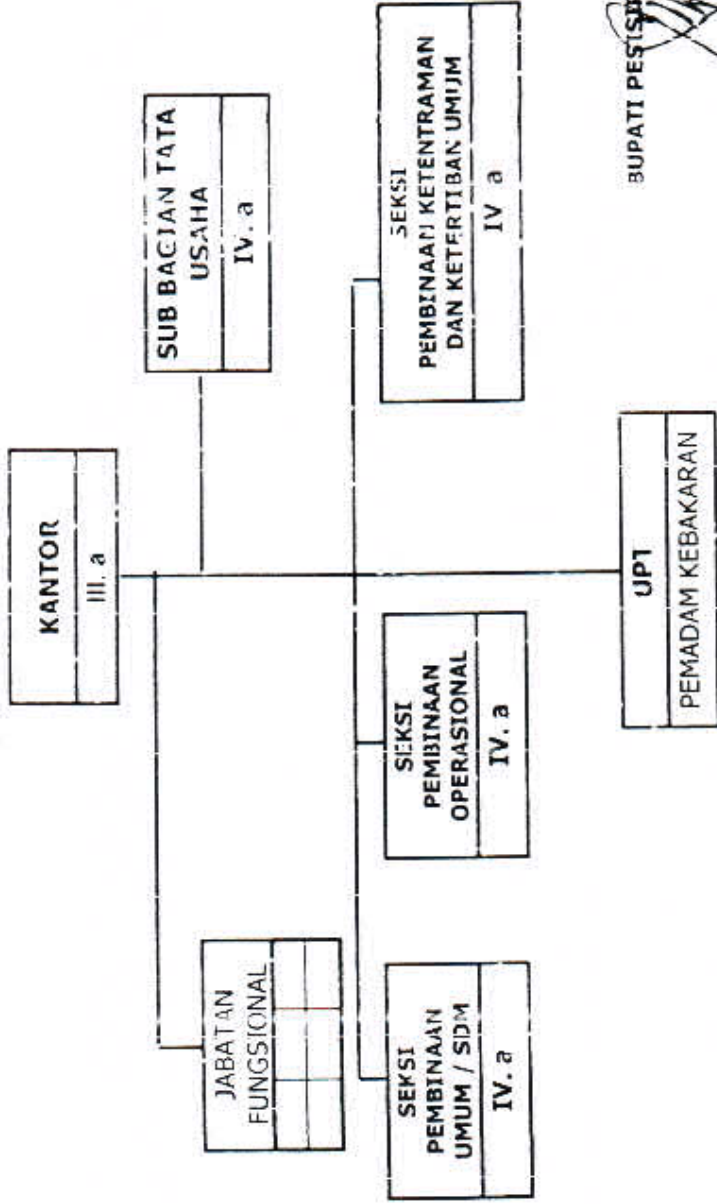 KANTOR
III. a
SUB BAGIAN TATA
USAHA
IV. a
JABATAN
FUNGSIONAL
SEKSI
PEMBINAAN
UMUM / SDM
IV. a
SEKSI
PEMBINAAN
OPERASIONAL
IV. a
SEKSI
PEMBINAAN KETENTRAMAN
DAN KETERTIBAN UMUM
IV a
UPT
PEMADAM KEBAKARAN
BUPATI